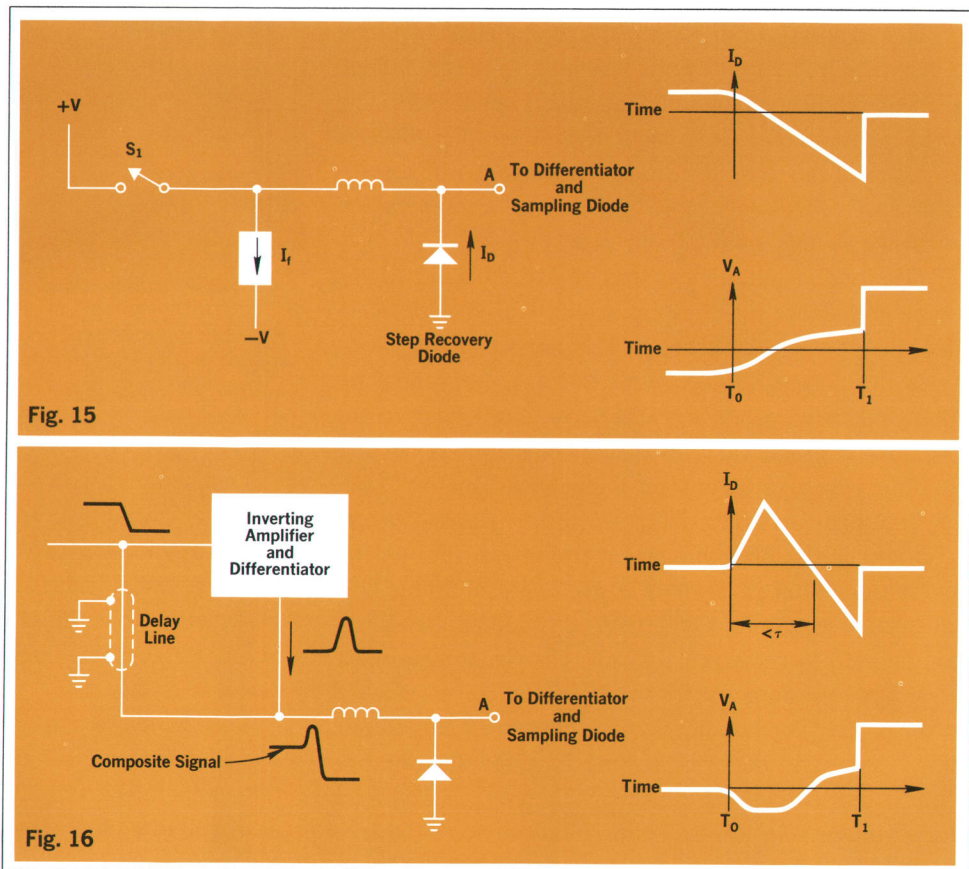 +V
S1
If
−V
A
To Differentiator
and
Sampling Diode
ID
Step Recovery
Diode
ID
Time
VA
Time
T0
T1
Fig. 15
Inverting
Amplifier
and
Differentiator
Delay
Line
Composite Signal
A
To Differentiator
and
Sampling Diode
ID
Time
<τ
VA
Time
T0
T1
Fig. 16